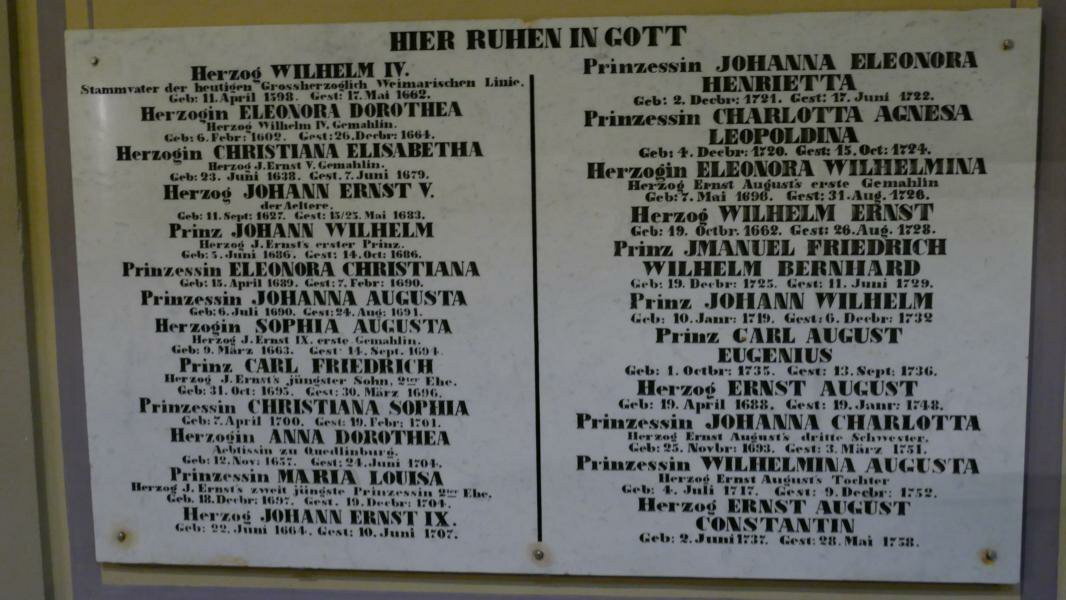 HIER RUHEN IN GOTT
Herzog WILHELM IV.
Stammvater der heutigen Grossherzoglich Weimarischen Linie.
Geb: 11. April 1598. Gest: 17. Mai 1662.
Herzogin ELEONORA DOROTHEA
Herzog Wilhelm IV. Gemahlin.
Geb: 6. Febr: 1602. Gest: 26. Decbr: 1664.
Herzogin CHRISTIANA ELISABETHA
Herzog J. Ernst V. Gemahlin.
Geb: 23. Juni 1638. Gest. 7. Juni 1679.
Herzog JOHANN ERNST V.
der Aeltere.
Geb: 11. Sept: 1627. Gest: 15/25. Mai 1683.
Prinz JOHANN WILHELM
Herzog J. Ernst's erster Prinz.
Geb: 5. Juni 1686. Gest: 14. Oct: 1686.
Prinzessin ELEONORA CHRISTIANA
Geb: 15. April 1689. Gest: 7. Febr: 1690.
Prinzessin JOHANNA AUGUSTA
Geb: 6. Juli 1690. Gest: 24. Aug: 1691.
Herzogin SOPHIA AUGUSTA
Herzog J. Ernst IX. erste Gemahlin.
Geb: 9. März 1663. Gest: 14. Sept. 1694.
Prinz CARL FRIEDRICH
Herzog J. Ernst's jüngster Sohn, 2ter Ehe.
Geb: 31. Oct: 1695. Gest: 30. März 1696.
Prinzessin CHRISTIANA SOPHIA
Geb: 7. April 1700. Gest: 19. Febr: 1701.
Herzogin ANNA DOROTHEA
Aebtissin zu Quedlinburg.
Geb: 12. Nov: 1657. Gest: 24. Juni 1704.
Prinzessin MARIA LOUISA
Herzog J. Ernst's zweit jüngste Prinzessin 2ter Ehe.
Geb. 18. Decbr: 1697. Gest. 19. Decbr: 1704.
Herzog JOHANN ERNST IX.
Geb: 22. Juni 1664. Gest: 10. Juni 1707.
Prinzessin JOHANNA ELEONORA
HENRIETTA
Geb: 2. Decbr: 1721. Gest: 17. Juni 1722.
Prinzessin CHARLOTTA AGNESA
LEOPOLDINA
Geb: 4. Decbr: 1720. Gest: 15. Oct: 1724.
Herzogin ELEONORA WILHELMINA
Herzog Ernst August's erste Gemahlin
Geb: 7. Mai 1696. Gest: 31. Aug. 1726.
Herzog WILHELM ERNST
Geb: 19. Octbr. 1662. Gest: 26. Aug. 1728.
Prinz JMANUEL FRIEDRICH
WILHELM BERNHARD
Geb: 19. Decbr: 1725. Gest: 11. Juni 1729.
Prinz JOHANN WILHELM
Geb: 10. Janr: 1719. Gest: 6. Decbr: 1732
Prinz CARL AUGUST
EUGENIUS
Geb: 1. Octbr: 1735. Gest: 13. Sept: 1736.
Herzog ERNST AUGUST
Geb: 19. April 1688. Gest: 19. Janr: 1748.
Prinzessin JOHANNA CHARLOTTA
Herzog Ernst August's dritte Schwester.
Geb: 25. Novbr: 1693. Gest: 3. März 1751.
Prinzessin WILHELMINA AUGUSTA
Herzog Ernst August's Tochter
Geb: 4. Juli 1717. Gest: 9. Decbr: 1752.
Herzog ERNST AUGUST
CONSTANTIN
Geb: 2. Juni 1737. Gest: 28. Mai 1758.